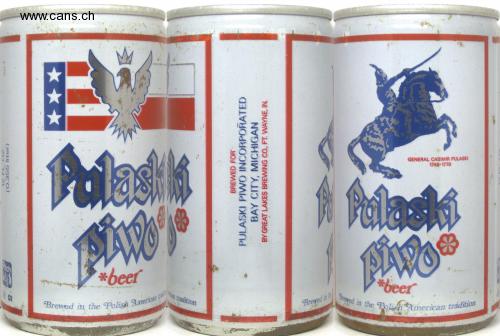 www.cans.ch
Pulaski
piwo*
*beer
Brewed in the Polish American tradition
BREWED FOR
PULASKI PIWO INCORPORATED
BAY CITY, MICHIGAN
BY GREAT LAKES BREWING CO., FT. WAYNE, IN.
GENERAL CASIMIR PULASKI
1748-1779
Pulaski
piwo*
*beer
Brewed in the Polish American tradition